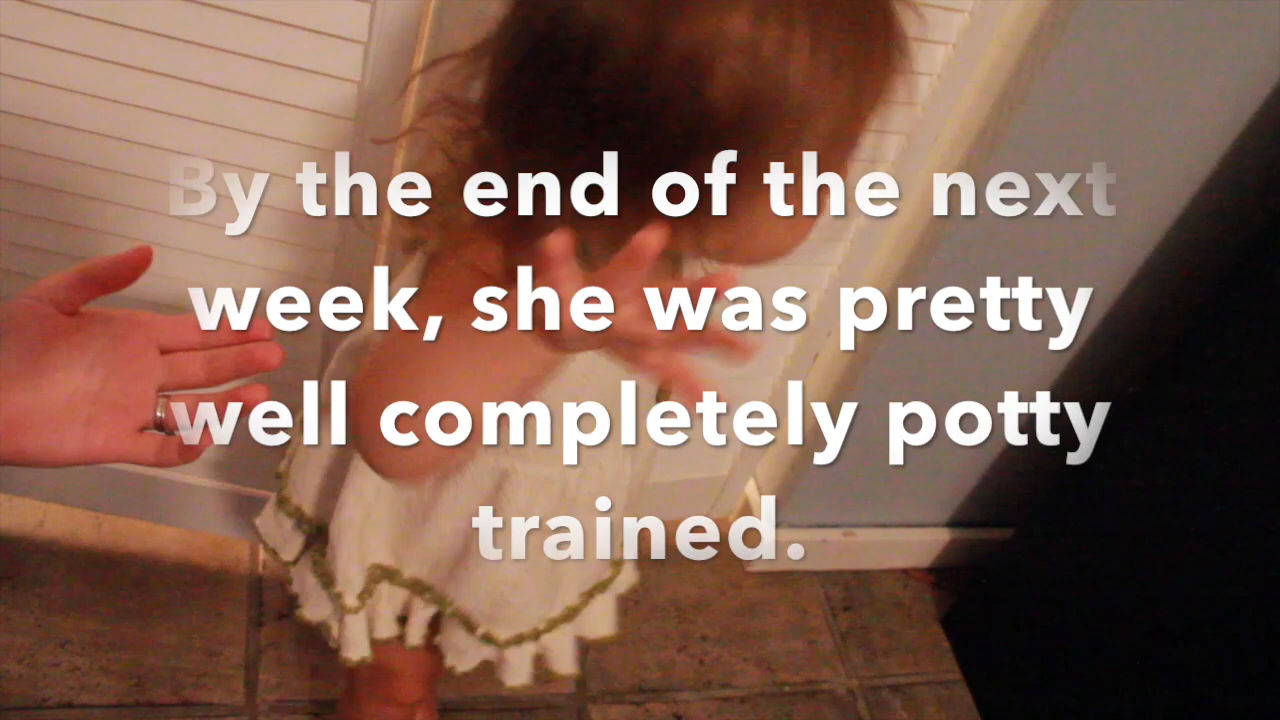 By the end of the next
week, she was pretty
well completely potty
trained.